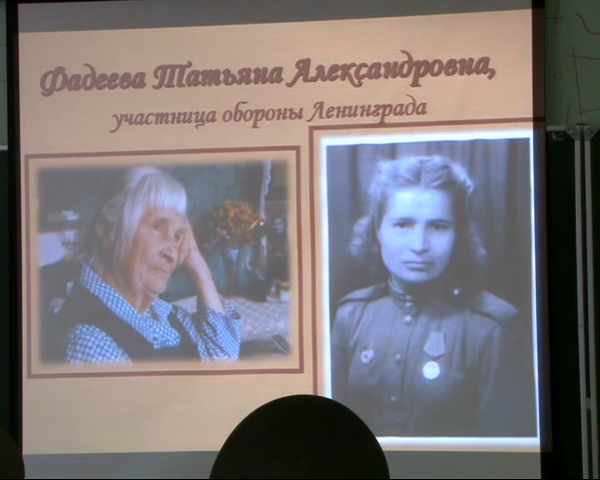 Фадеева Татьяна Александровна,
участница обороны Ленинграда